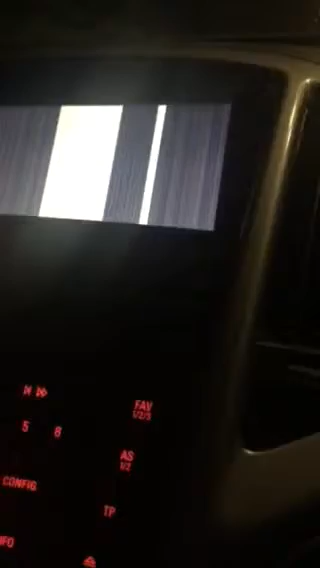 FAV
1/2/3
5 6
AS
1/2
CONFIG
TP